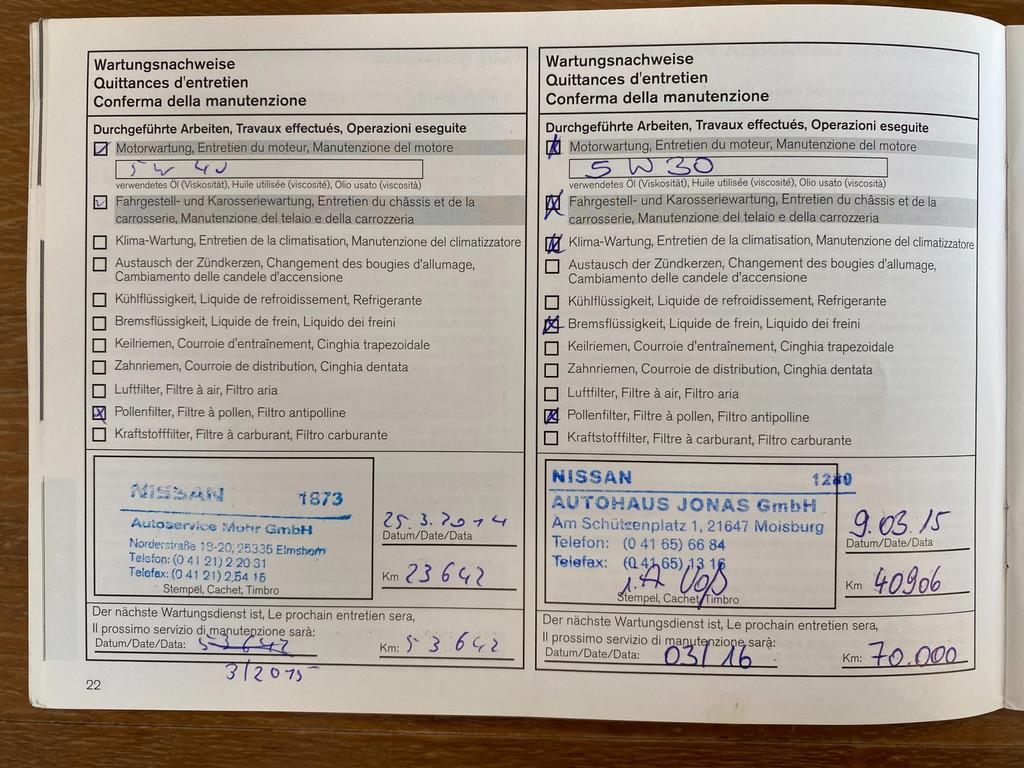 Wartungsnachweise
Quittances d'entretien
Conferma della manutenzione
Durchgeführte Arbeiten, Travaux effectués, Operazioni eseguite
Motorwartung, Entretien du moteur, Manutenzione del motore
5W 40
verwendetes Öl (Viskosität), Huile utilisée (viscosité), Olio usato (viscosità)
Fahrgestell- und Karosseriewartung, Entretien du châssis et de la
carrosserie, Manutenzione del telaio e della carrozzeria
Klima-Wartung, Entretien de la climatisation, Manutenzione del climatizzatore
Austausch der Zündkerzen, Changement des bougies d'allumage,
Cambiamento delle candele d'accensione
Kühlflüssigkeit, Liquide de refroidissement, Refrigerante
Bremsflüssigkeit, Liquide de frein, Liquido dei freini
Keilriemen, Courroie d'entraînement, Cinghia trapezoidale
Zahnriemen, Courroie de distribution, Cinghia dentata
Luftfilter, Filtre à air, Filtro aria
Pollenfilter, Filtre à pollen, Filtro antipolline
Kraftstofffilter, Filtre à carburant, Filtro carburante
NISSAN 1673
Autoservice Mohr GmbH
Norderstraße 18-20, 25335 Elmshorn
Telefon: (0 41 21) 2 20 31
Telefax: (0 41 21) 2 54 16
Stempel, Cachet, Timbro
25.3.2014
Datum/Date/Data
Km 23642
Der nächste Wartungsdienst ist, Le prochain entretien sera,
Il prossimo servizio di manutenzione sarà:
Datum/Date/Data: 53642 Km: 53642
3/2015
22
Wartungsnachweise
Quittances d'entretien
Conferma della manutenzione
Durchgeführte Arbeiten, Travaux effectués, Operazioni eseguite
Motorwartung, Entretien du moteur, Manutenzione del motore
5W30
verwendetes Öl (Viskosität), Huile utilisée (viscosité), Olio usato (viscosità)
Fahrgestell- und Karosseriewartung, Entretien du châssis et de la
carrosserie, Manutenzione del telaio e della carrozzeria
Klima-Wartung, Entretien de la climatisation, Manutenzione del climatizzatore
Austausch der Zündkerzen, Changement des bougies d'allumage,
Cambiamento delle candele d'accensione
Kühlflüssigkeit, Liquide de refroidissement, Refrigerante
Bremsflüssigkeit, Liquide de frein, Liquido dei freini
Keilriemen, Courroie d'entraînement, Cinghia trapezoidale
Zahnriemen, Courroie de distribution, Cinghia dentata
Luftfilter, Filtre à air, Filtro aria
Pollenfilter, Filtre à pollen, Filtro antipolline
Kraftstofffilter, Filtre à carburant, Filtro carburante
NISSAN
AUTOHAUS JONAS GmbH
Am Schützenplatz 1, 21647 Moisburg
Telefon: (0 41 65) 66 84
Telefax: (0 41 65) 13 16
Stempel, Cachet, Timbro
9.03.15
Datum/Date/Data
Km 40906
Der nächste Wartungsdienst ist, Le prochain entretien sera,
Il prossimo servizio di manutenzione sarà:
Datum/Date/Data: 03/16 Km: 70.000